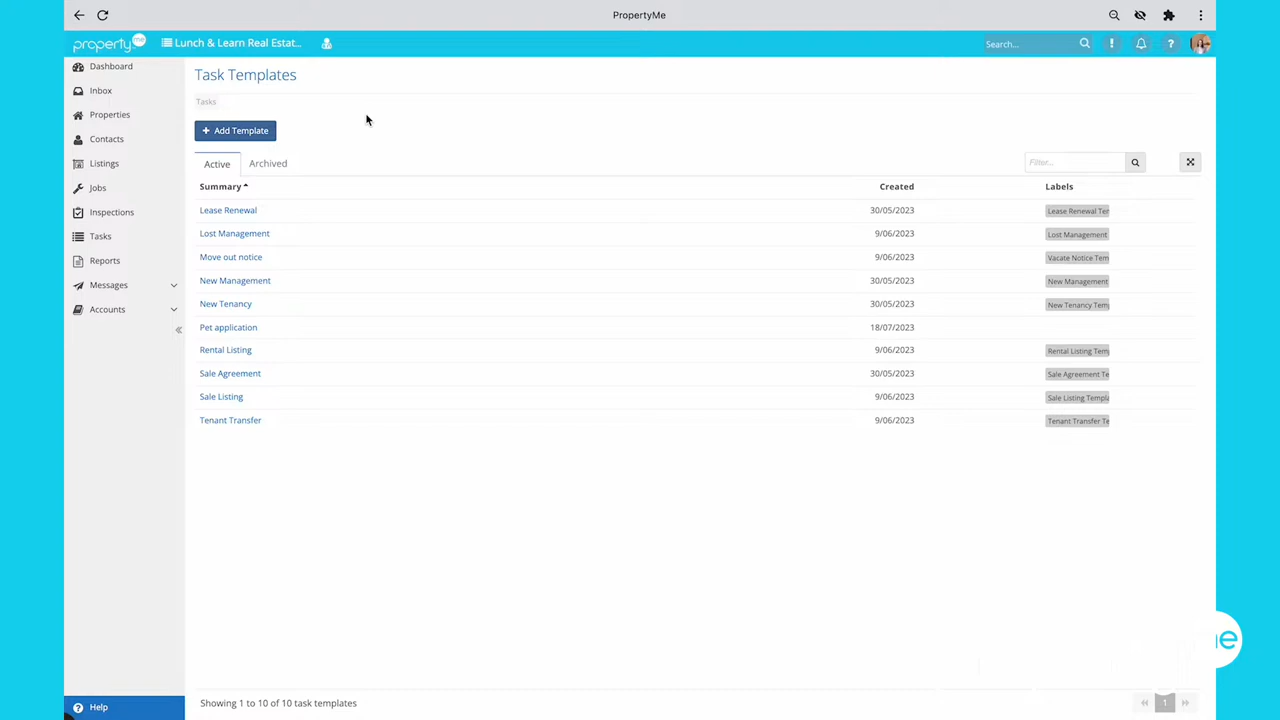 PropertyMe
propertyme
Lunch & Learn Real Estat...
Search...
Dashboard
Inbox
Properties
Contacts
Listings
Jobs
Inspections
Tasks
Reports
Messages
Accounts
Help
Task Templates
Tasks
+ Add Template
Active
Archived
Filter...
Summary
Created
Labels
Lease Renewal
30/05/2023
Lease Renewal Ter
Lost Management
9/06/2023
Lost Management
Move out notice
9/06/2023
Vacate Notice Tem
New Management
9/06/2023
New Management
New Tenancy
30/05/2023
New Tenancy Temp
Pet application
18/07/2023
Rental Listing
9/06/2023
Rental Listing Tem
Sale Agreement
30/05/2023
Sale Agreement Te
Sale Listing
9/06/2023
Sale Listing Templa
Tenant Transfer
9/06/2023
Tenant Transfer Te
Showing 1 to 10 of 10 task templates
1
me